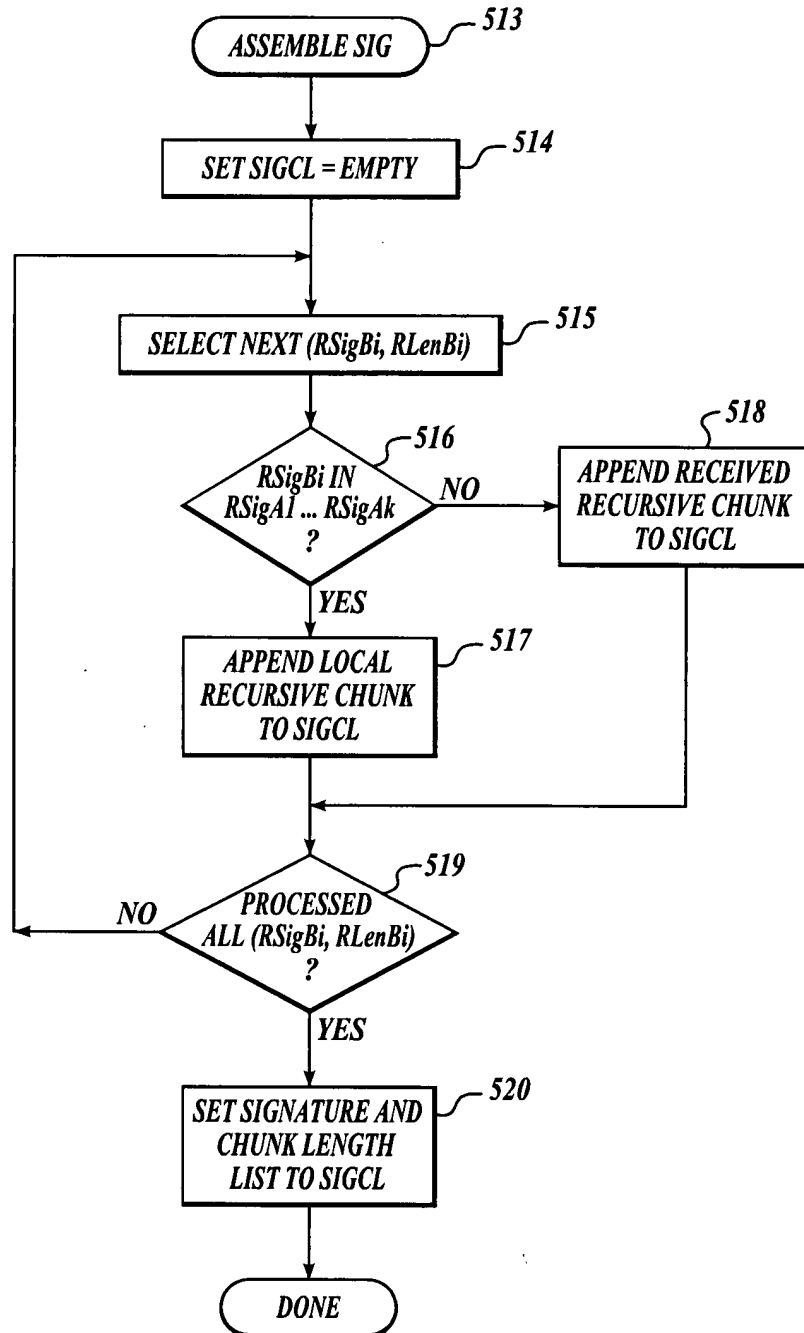 ASSEMBLE SIG
513
SET SIGCL = EMPTY
514
SELECT NEXT (RSigBi, RLenBi)
515
516
RSigBi IN
RSigA1 ... RSigAk
?
NO
YES
518
APPEND RECEIVED
RECURSIVE CHUNK
TO SIGCL
517
APPEND LOCAL
RECURSIVE CHUNK
TO SIGCL
519
PROCESSED
ALL (RSigBi, RLenBi)
?
NO
YES
520
SET SIGNATURE AND
CHUNK LENGTH
LIST TO SIGCL
DONE